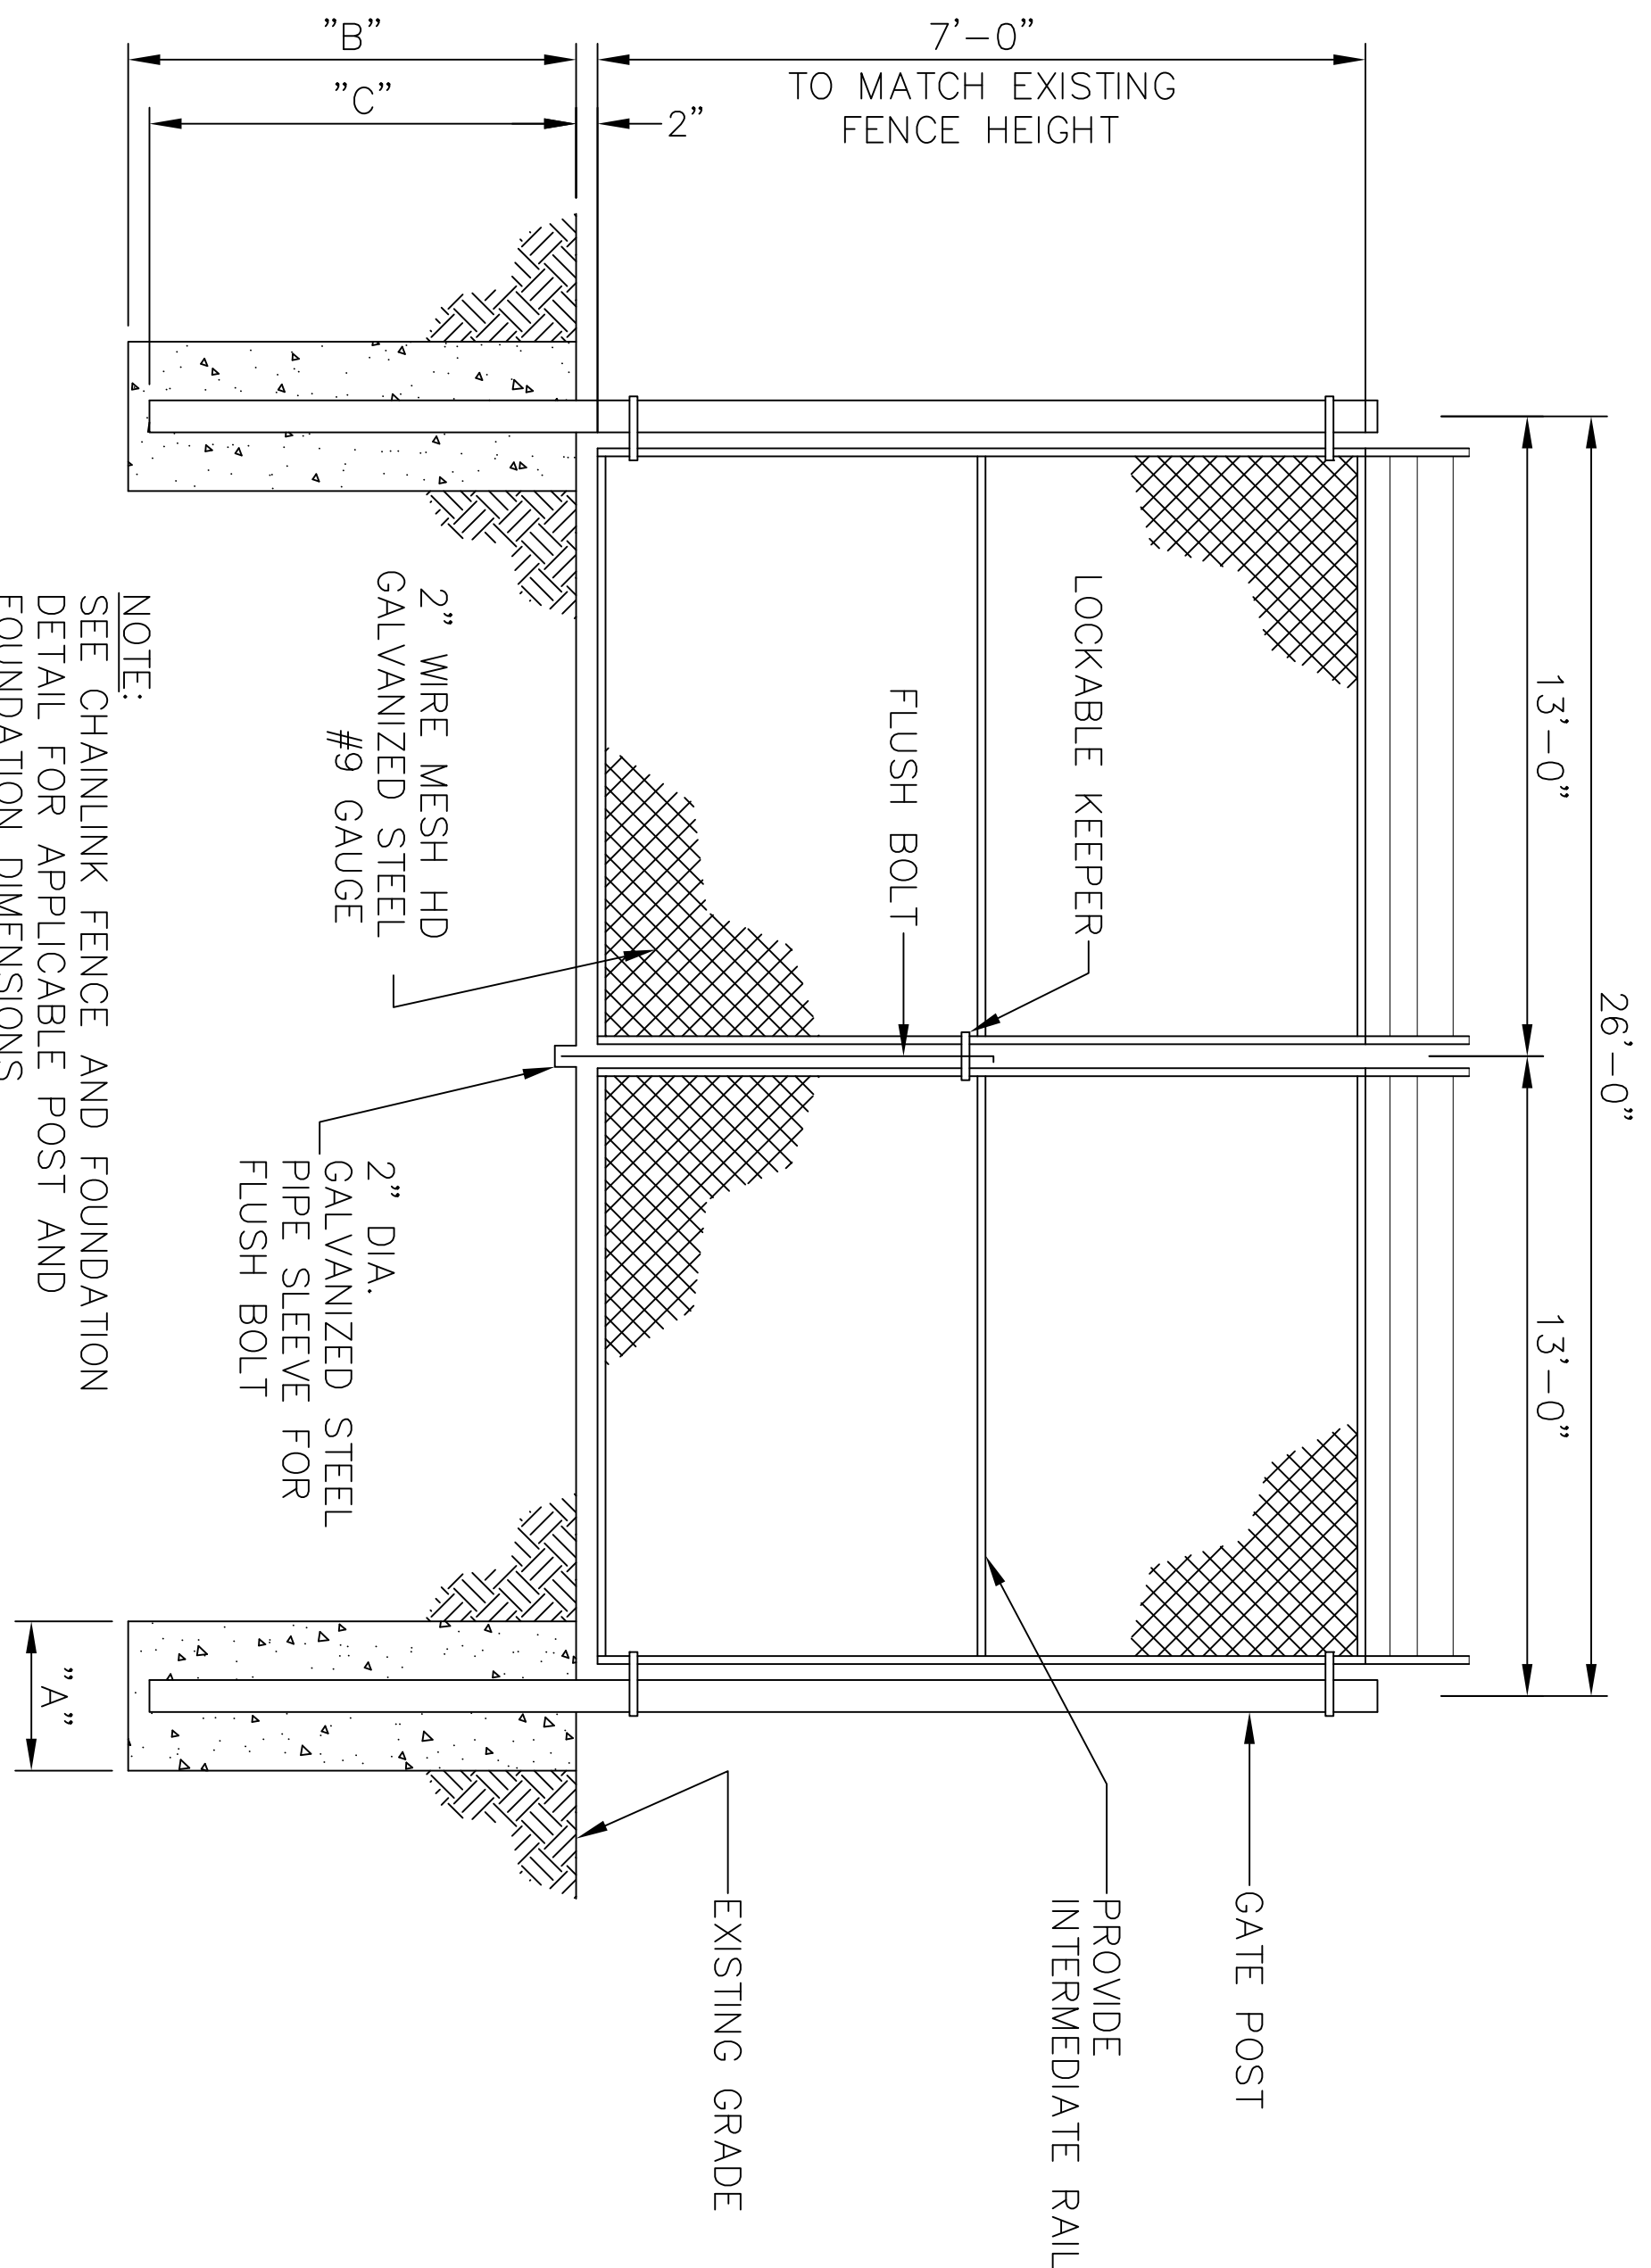 26'-0"
13'-0"
13'-0"
7'-0"
TO MATCH EXISTING
FENCE HEIGHT
2"
"B"
"C"
"A"
LOCKABLE KEEPER
FLUSH BOLT
2" WIRE MESH HD
GALVANIZED STEEL
#9 GAUGE
2" DIA.
GALVANIZED STEEL
PIPE SLEEVE FOR
FLUSH BOLT
GATE POST
PROVIDE
INTERMEDIATE RAIL
EXISTING GRADE
NOTE:
SEE CHAINLINK FENCE AND FOUNDATION
DETAIL FOR APPLICABLE POST AND
FOUNDATION DIMENSIONS